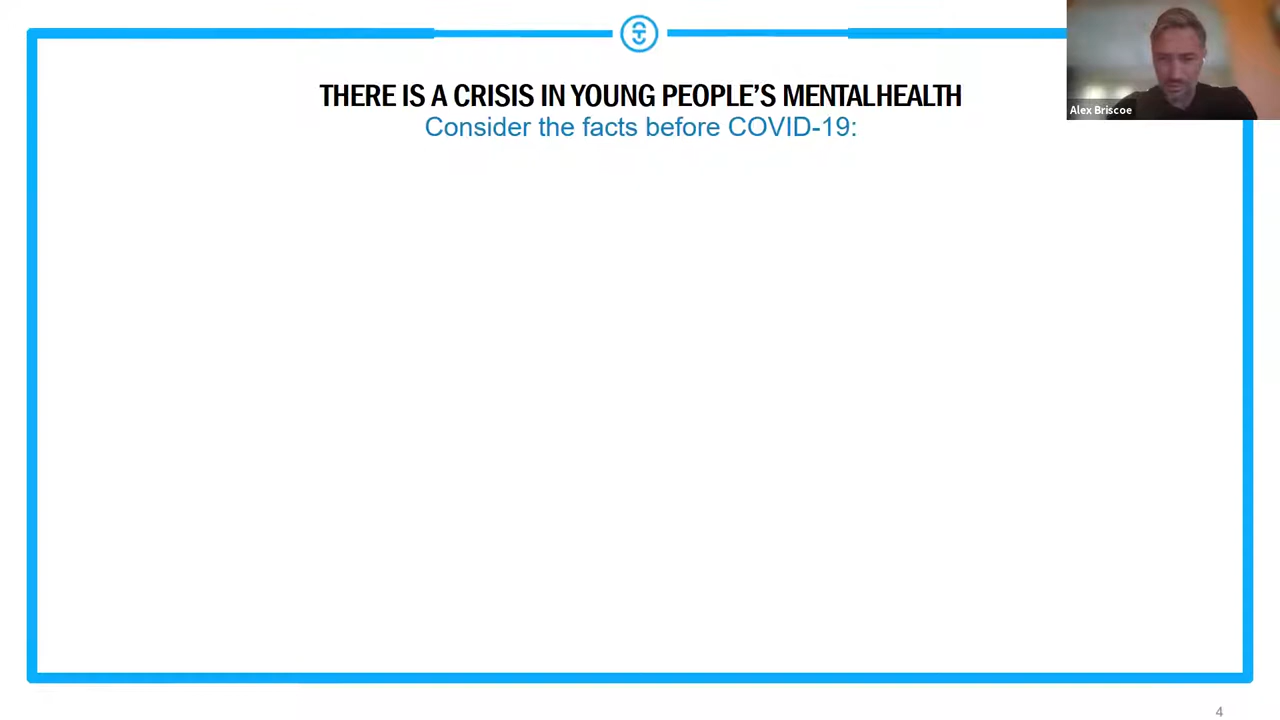 THERE IS A CRISIS IN YOUNG PEOPLE'S MENTALHEALTH
Consider the facts before COVID-19:
Alex Briscoe
4